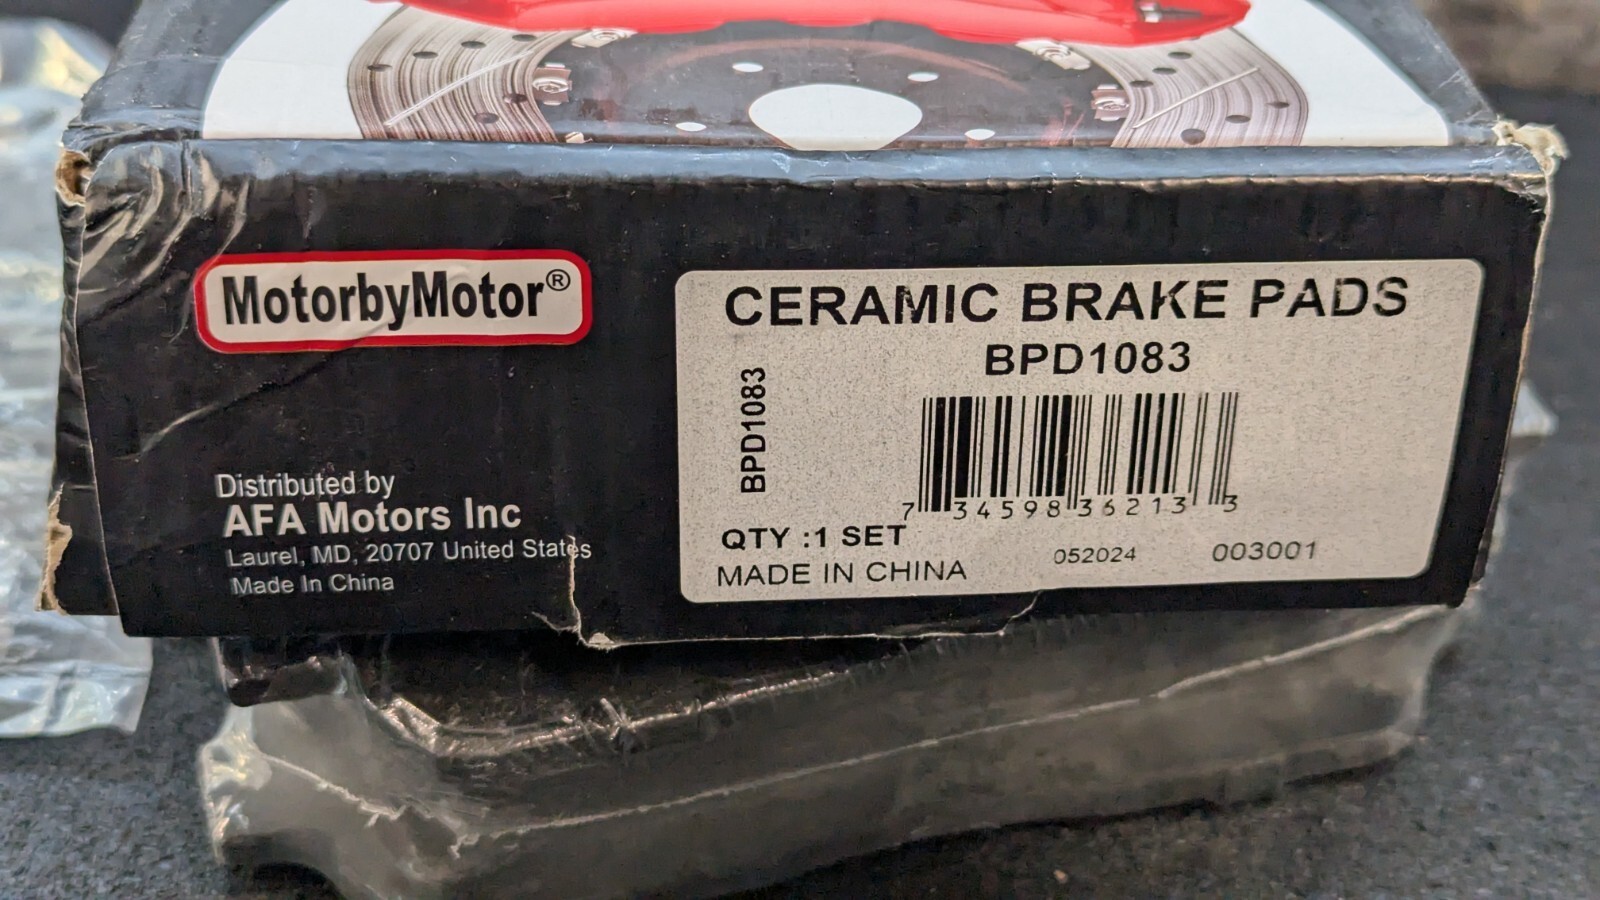 MotorbyMotor®
Distributed by
AFA Motors Inc
Laurel, MD, 20707 United States
Made In China
CERAMIC BRAKE PADS
BPD1083
BPD1083
7 34598 36213 3
QTY :1 SET
MADE IN CHINA
052024
003001